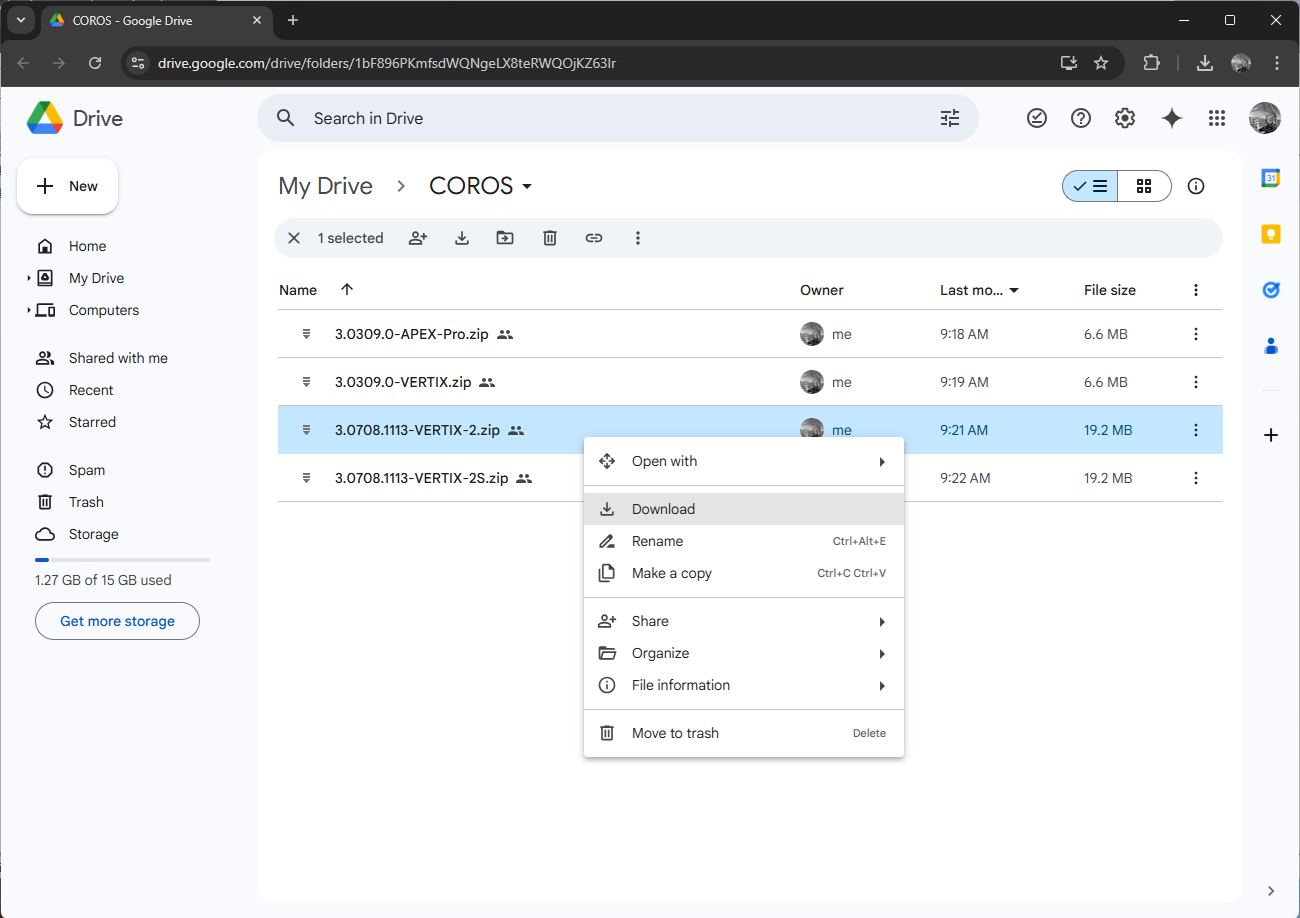 COROS - Google Drive
drive.google.com/drive/folders/1bF896PKmfsdWQNgeLX8teRWQOjKZ63Ir
Drive
Search in Drive
New
My Drive
COROS
1 selected
Home
My Drive
Computers
Shared with me
Recent
Starred
Spam
Trash
Storage
1.27 GB of 15 GB used
Get more storage
Name
Owner
Last mo...
File size
3.0309.0-APEX-Pro.zip
me
9:18 AM
6.6 MB
3.0309.0-VERTIX.zip
me
9:19 AM
6.6 MB
3.0708.1113-VERTIX-2.zip
me
9:21 AM
19.2 MB
3.0708.1113-VERTIX-2S.zip
9:22 AM
19.2 MB
Open with
Download
Rename
Ctrl+Alt+E
Make a copy
Ctrl+C Ctrl+V
Share
Organize
File information
Move to trash
Delete
31